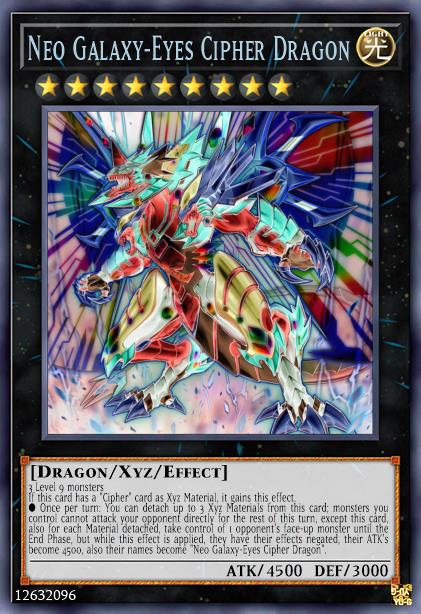 NEO GALAXY-EYES CIPHER DRAGON
LIGHT
光
[DRAGON/XYZ/EFFECT]
3 Level 9 monsters
If this card has a "Cipher" card as Xyz Material, it gains this effect.
● Once per turn: You can detach up to 3 Xyz Materials from this card; monsters you
control cannot attack your opponent directly for the rest of this turn, except this card,
also for each Material detached, take control of 1 opponent's face-up monster until the
End Phase, but while this effect is applied, they have their effects negated, their ATK's
become 4500, also their names become "Neo Galaxy-Eyes Cipher Dragon".
ATK/4500 DEF/3000
12632096